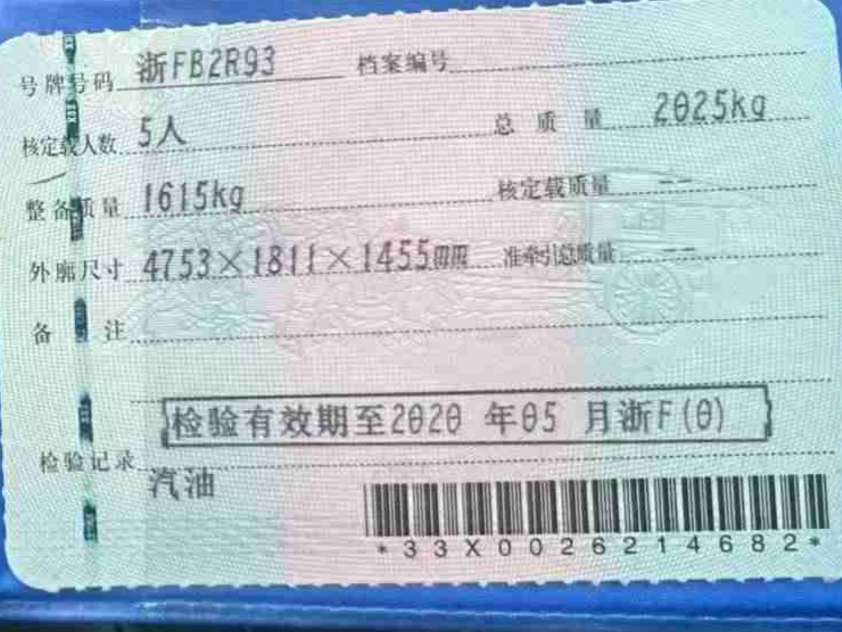 号牌号码 浙FB2R93 档案编号
核定载人数 5人 总质量 2025kg
整备质量 1615kg 核定载质量 --
外廓尺寸 4753×1811×1455mm 准牵引总质量 --
备注
检验有效期至2020 年05 月浙F(0)
检验记录
汽油
*33X0026214682*